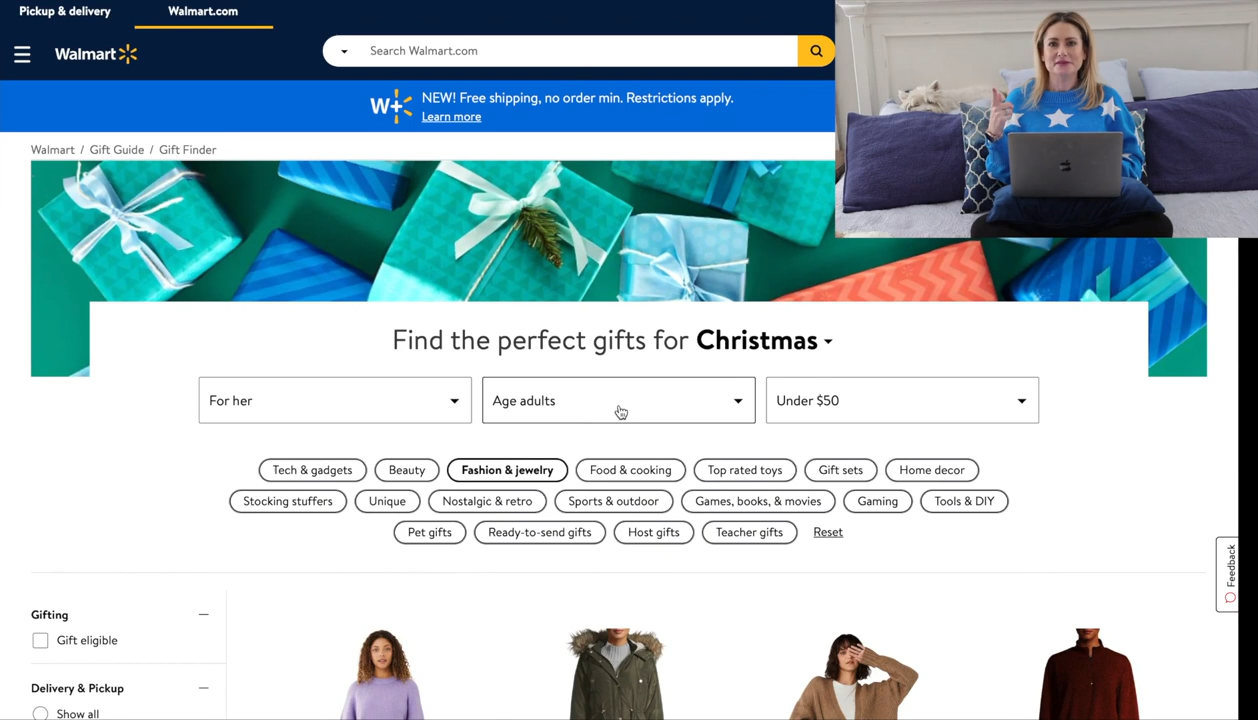 Pickup & delivery
Walmart.com
Walmart
Search Walmart.com
W+
NEW! Free shipping, no order min. Restrictions apply.
Learn more
Walmart / Gift Guide / Gift Finder
Find the perfect gifts for Christmas
For her
Age adults
Under $50
Tech & gadgets
Beauty
Fashion & jewelry
Food & cooking
Top rated toys
Gift sets
Home decor
Stocking stuffers
Unique
Nostalgic & retro
Sports & outdoor
Games, books, & movies
Gaming
Tools & DIY
Pet gifts
Ready-to-send gifts
Host gifts
Teacher gifts
Reset
Feedback
Gifting
Gift eligible
Delivery & Pickup
Show all